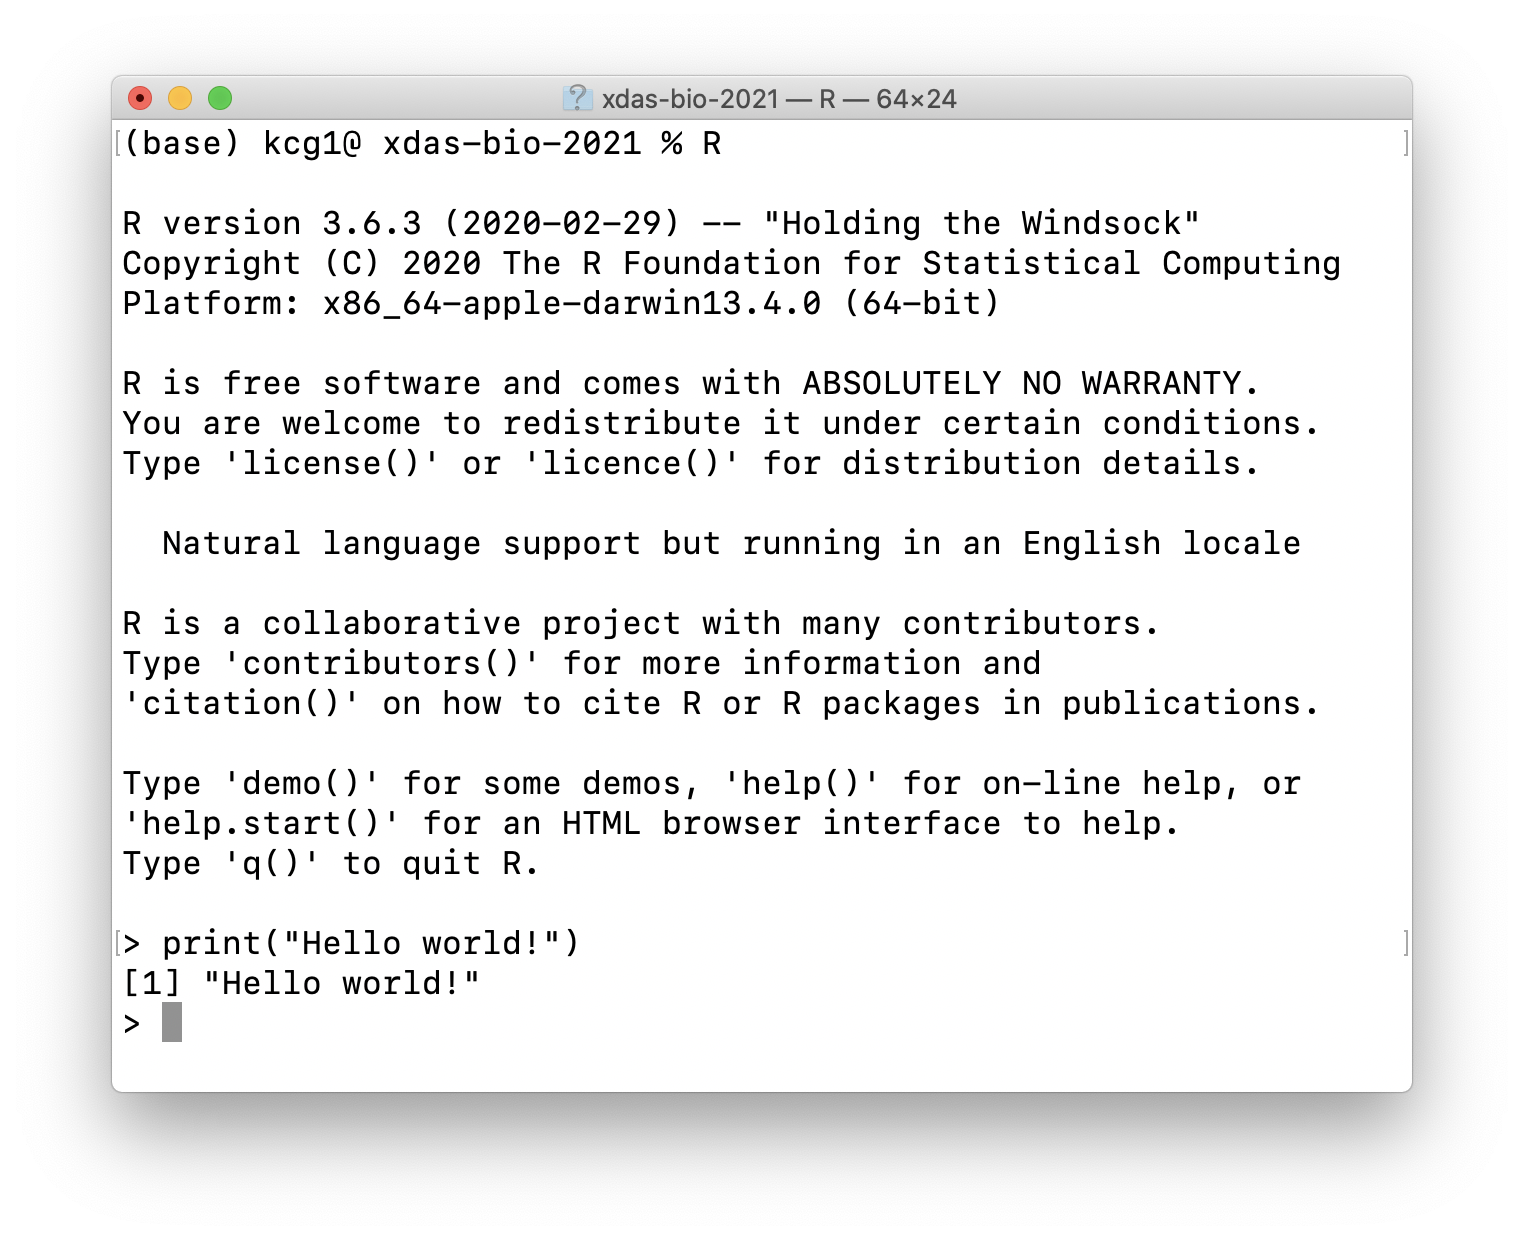 xdas-bio-2021 — R — 64×24
(base) kcg1@ xdas-bio-2021 % R
R version 3.6.3 (2020-02-29) -- "Holding the Windsock"
Copyright (C) 2020 The R Foundation for Statistical Computing
Platform: x86_64-apple-darwin13.4.0 (64-bit)
R is free software and comes with ABSOLUTELY NO WARRANTY.
You are welcome to redistribute it under certain conditions.
Type 'license()' or 'licence()' for distribution details.
  Natural language support but running in an English locale
R is a collaborative project with many contributors.
Type 'contributors()' for more information and
'citation()' on how to cite R or R packages in publications.
Type 'demo()' for some demos, 'help()' for on-line help, or
'help.start()' for an HTML browser interface to help.
Type 'q()' to quit R.
> print("Hello world!")
[1] "Hello world!"
>